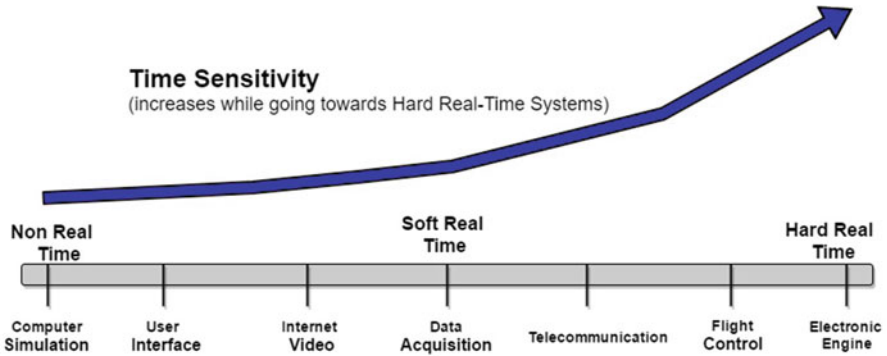 Time Sensitivity
(increases while going towards Hard Real-Time Systems)
Non Real
Time
Soft Real
Time
Hard Real
Time
Computer
Simulation
User
Interface
Internet
Video
Data
Acquisition
Telecommunication
Flight
Control
Electronic
Engine